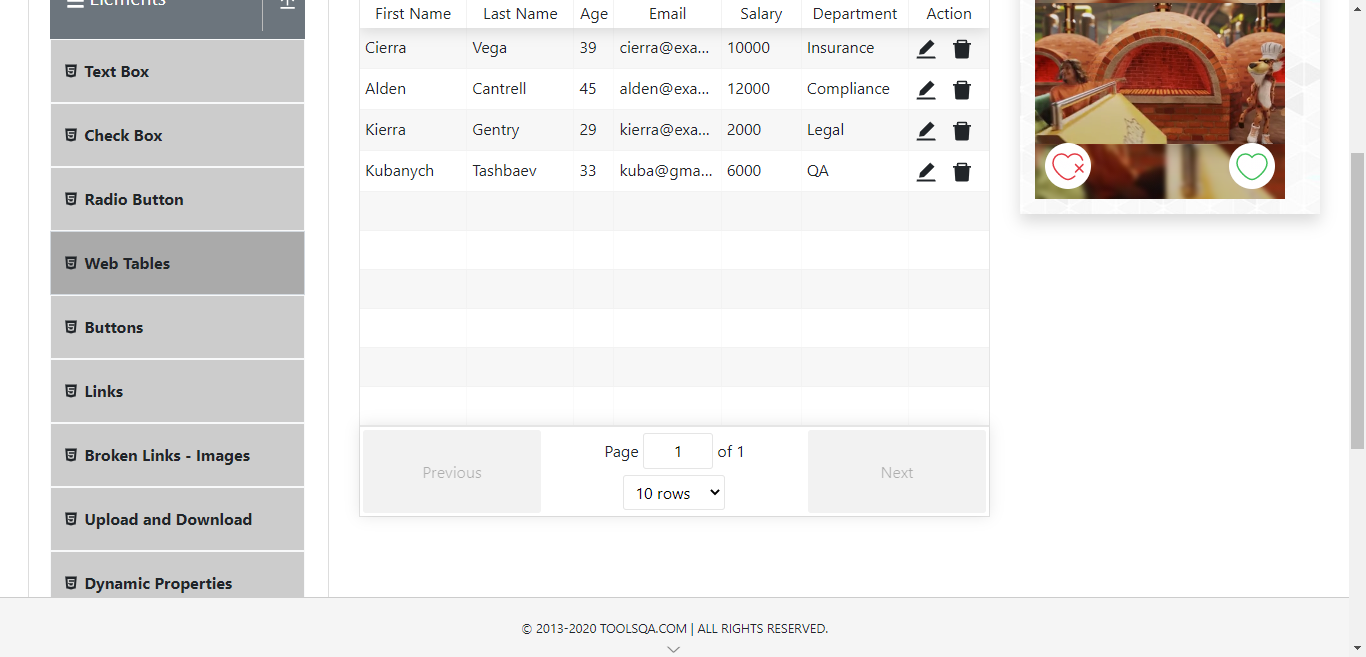 Elements
First Name Last Name Age Email Salary Department Action
Cierra Vega 39 cierra@exa... 10000 Insurance
Alden Cantrell 45 alden@exa... 12000 Compliance
Kierra Gentry 29 kierra@exa... 2000 Legal
Kubanych Tashbaev 33 kuba@gma... 6000 QA
Text Box
Check Box
Radio Button
Web Tables
Buttons
Links
Broken Links - Images
Upload and Download
Dynamic Properties
Previous
Page 1 of 1
10 rows
Next
© 2013-2020 TOOLSQA.COM | ALL RIGHTS RESERVED.